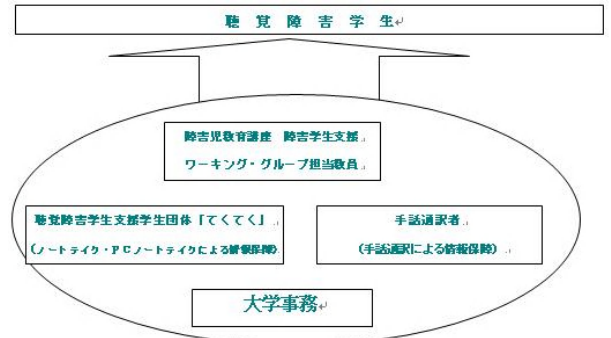 聴覚障害学生
障害児教育講座 障害学生支援
ワーキング・グループ担当教員
聴覚障害学生支援学生団体「てくてく」
(ノートテイク・PCノートテイクによる情報保障)
手話通訳者
(手話通訳による情報保障)
大学事務